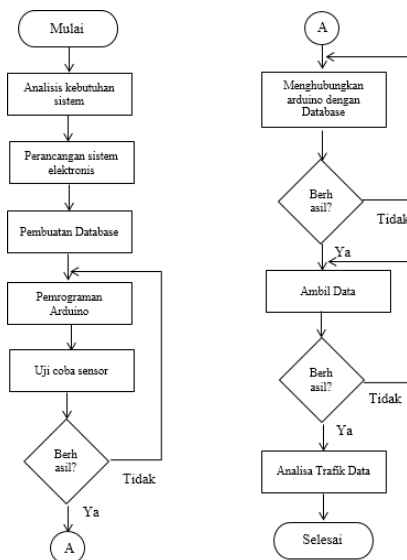 Mulai
Analisis kebutuhan
sistem
Perancangan sistem
elektronis
Pembuatan Database
Pemrograman
Arduino
Uji coba sensor
Berh
asil?
Tidak
Ya
A
A
Menghubungkan
arduino dengan
Database
Berh
asil?
Tidak
Ya
Ambil Data
Berh
asil?
Tidak
Ya
Analisa Trafik Data
Selesai